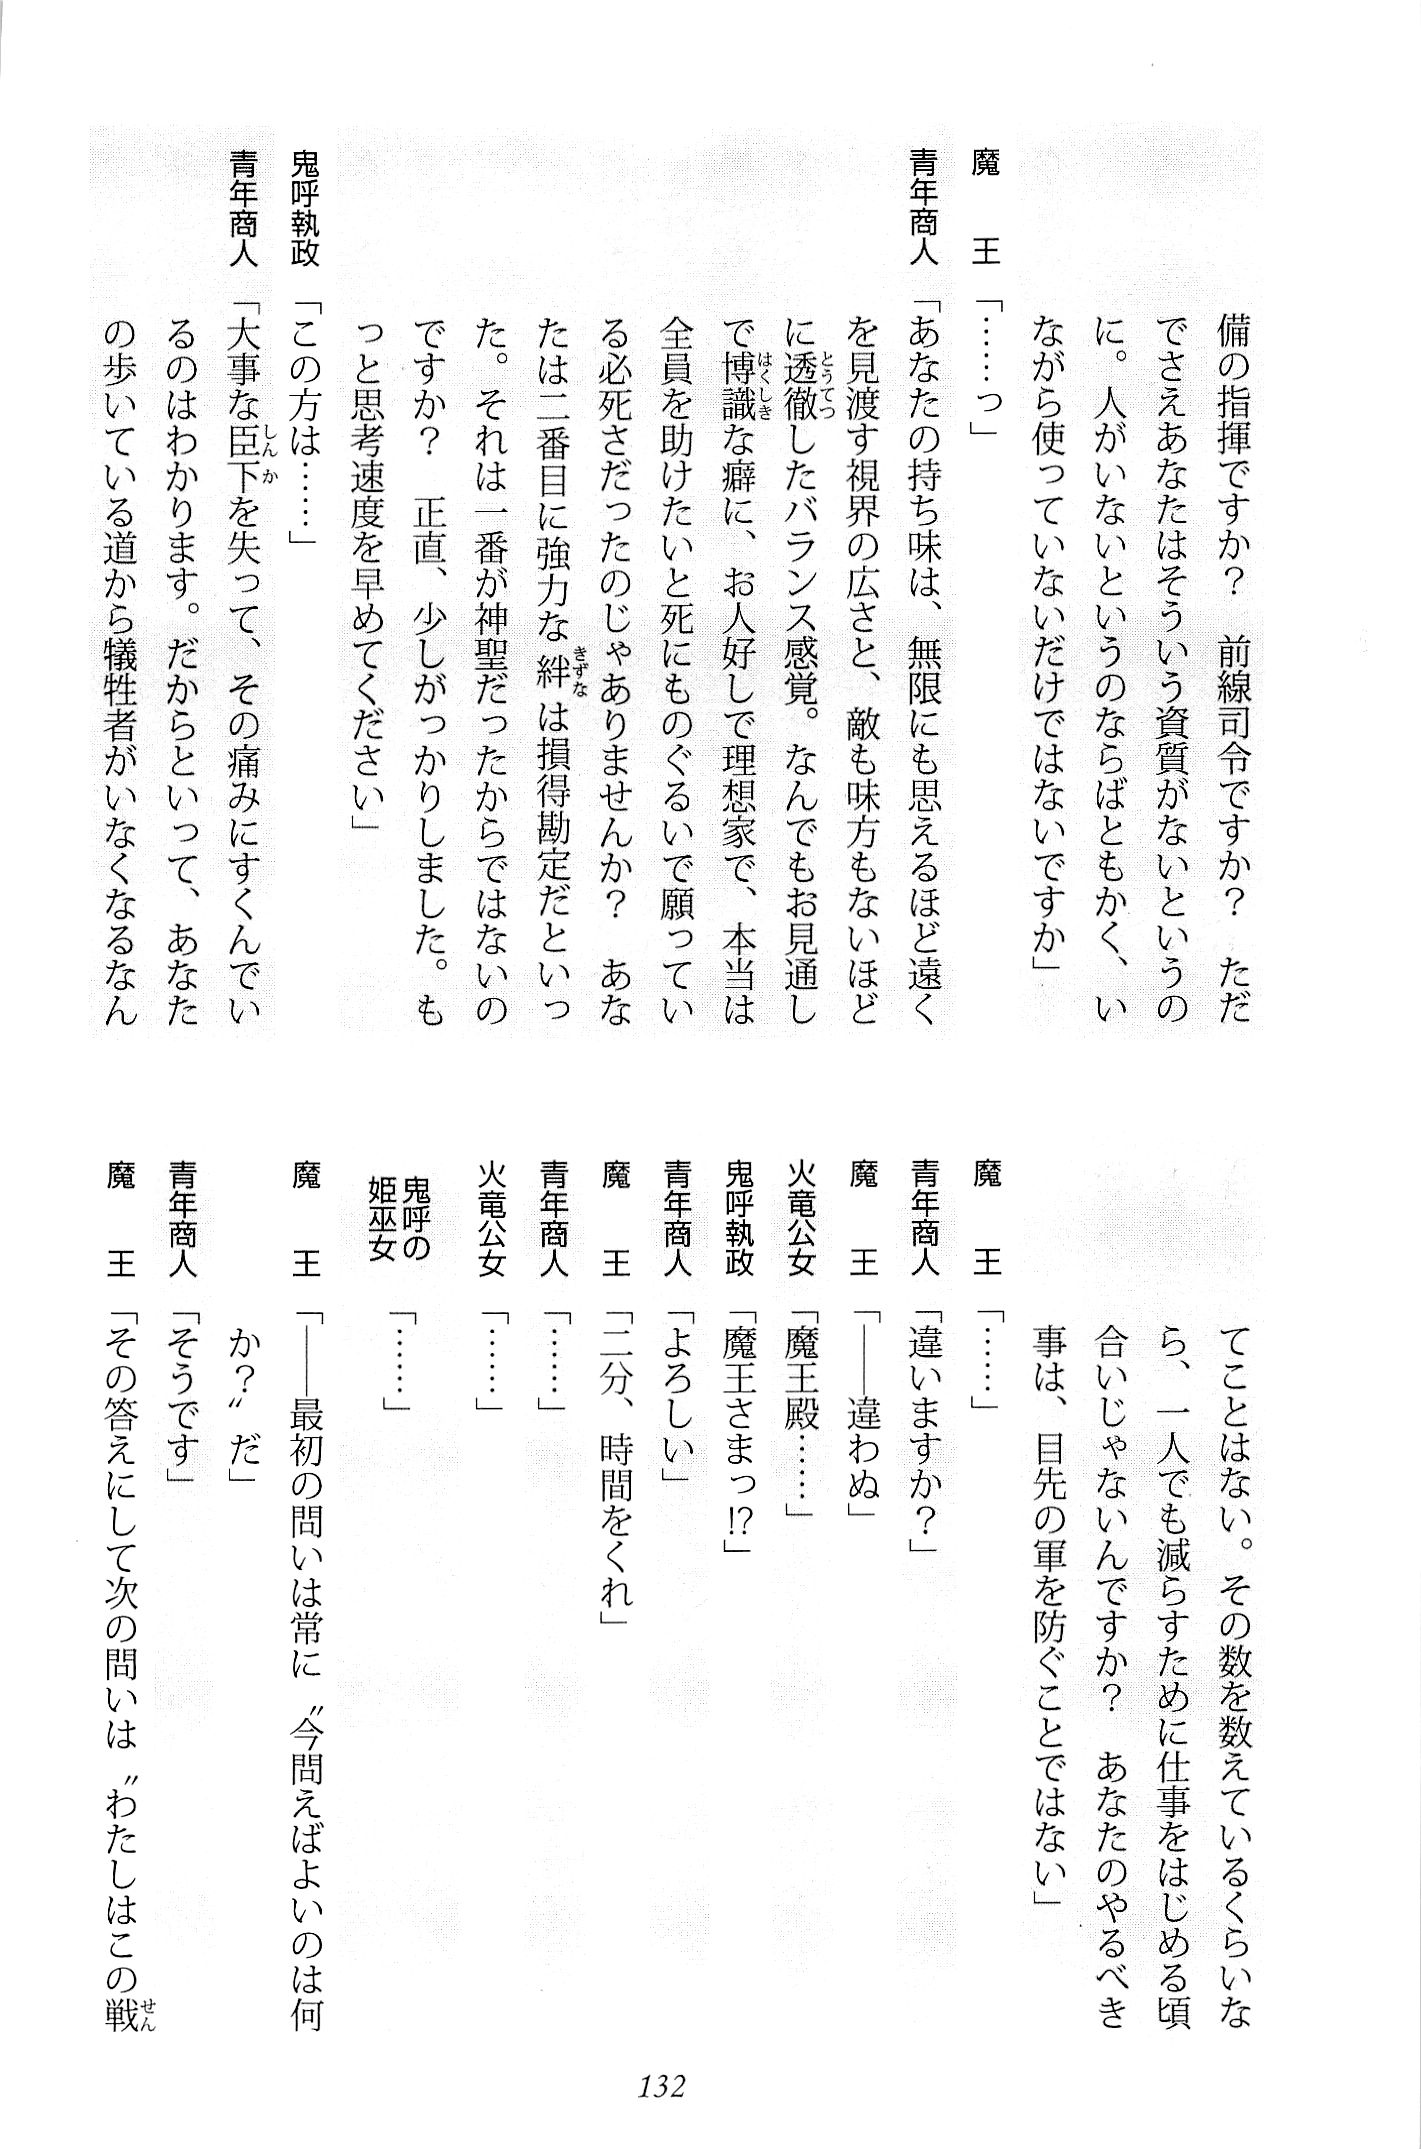 備の指揮ですか？　前線司令ですか？　ただ
でさえあなたはそういう資質がないというの
に。人がいないというのならばともかく、い
ながら使っていないだけではないですか」
魔　　王「……っ」
青年商人「あなたの持ち味は、無限にも思えるほど遠く
を見渡す視界の広さと、敵も味方もないほど
に透徹したバランス感覚。なんでもお見通し
とうてつ
で博識な癖に、お人好しで理想家で、本当は
はくしき
全員を助けたいと死にものぐるいで願ってい
る必死さだったのじゃありませんか？　あな
たは二番目に強力な絆は損得勘定だといっ
きずな
た。それは一番が神聖だったからではないの
ですか？　正直、少しがっかりしました。も
っと思考速度を早めてください」
鬼呼執政「この方は……」
青年商人「大事な臣下を失って、その痛みにすくんでい
しんか
るのはわかります。だからといって、あなた
の歩いている道から犠牲者がいなくなるなん
てことはない。その数を数えているくらいな
ら、一人でも減らすために仕事をはじめる頃
合いじゃないんですか？　あなたのやるべき
事は、目先の軍を防ぐことではない」
魔　　王「……」
青年商人「違いますか？」
魔　　王「――違わぬ」
火竜公女「魔王殿……」
鬼呼執政「魔王さまっ!?」
青年商人「よろしい」
魔　　王「二分、時間をくれ」
青年商人「……」
火竜公女「……」
鬼呼の
姫巫女「……」
魔　　王「――最初の問いは常に〝今問えばよいのは何
か？〟だ」
青年商人「そうです」
魔　　王「その答えにして次の問いは〝わたしはこの戦
せん
132